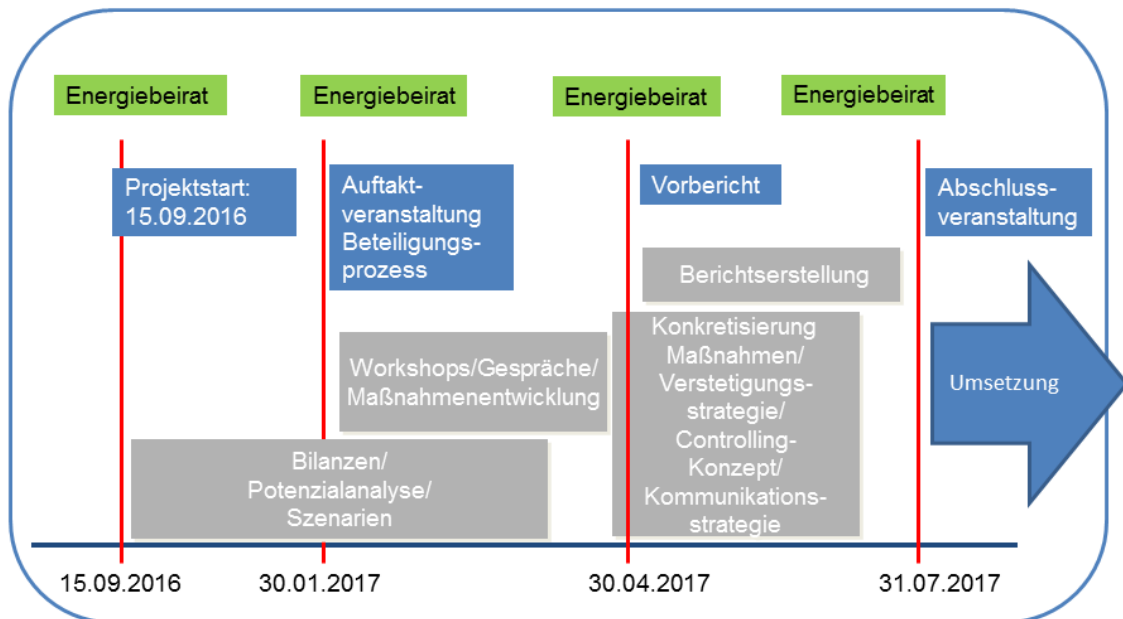 Energiebeirat
Energiebeirat
Energiebeirat
Energiebeirat
Projektstart:
15.09.2016
Auftakt-
veranstaltung
Beteiligungs-
prozess
Vorbericht
Abschluss-
veranstaltung
Berichtserstellung
Workshops/Gespräche/
Maßnahmenentwicklung
Konkretisierung
Maßnahmen/
Verstetigungs-
strategie/
Controlling-
Konzept/
Kommunikations-
strategie
Umsetzung
Bilanzen/
Potenzialanalyse/
Szenarien
15.09.2016
30.01.2017
30.04.2017
31.07.2017